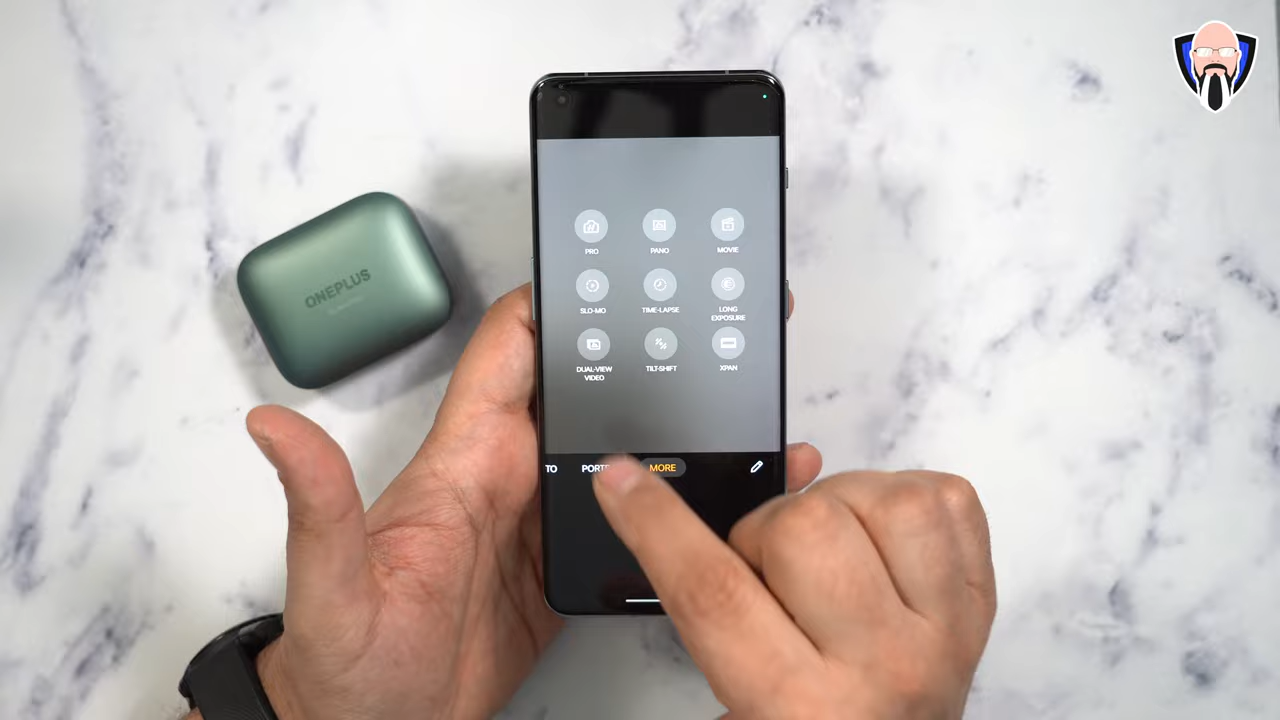 ONEPLUS
PRO
PANO
MOVIE
SLO-MO
TIME-LAPSE
LONG
EXPOSURE
DUAL-VIEW
VIDEO
TILT-SHIFT
XPAN
TO
MORE